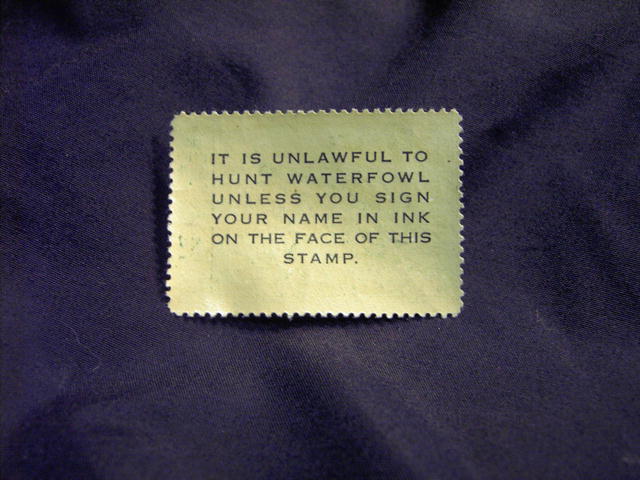 IT IS UNLAWFUL TO
HUNT WATERFOWL
UNLESS YOU SIGN
YOUR NAME IN INK
ON THE FACE OF THIS
STAMP.